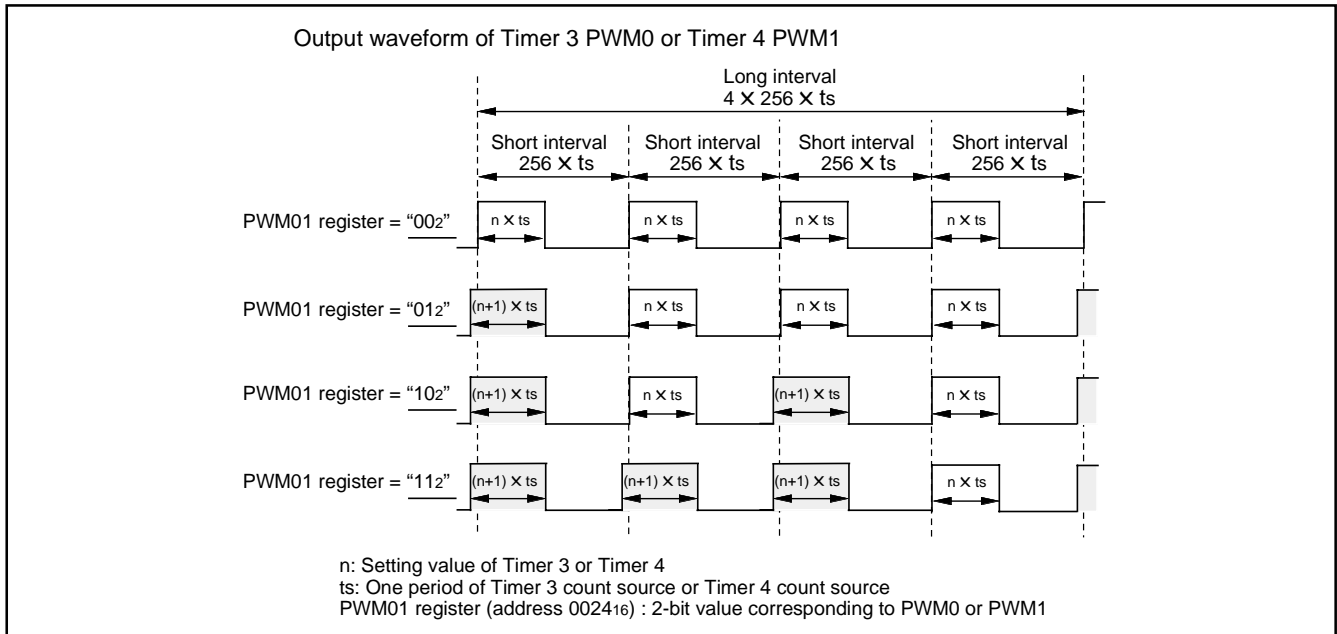 Output waveform of Timer 3 PWM0 or Timer 4 PWM1
Long interval
4 X 256 X ts
Short interval Short interval Short interval Short interval
256 X ts 256 X ts 256 X ts 256 X ts
PWM01 register = “002” n X ts n X ts n X ts n X ts
PWM01 register = “012” (n+1) X ts n X ts n X ts n X ts
PWM01 register = “102” (n+1) X ts n X ts (n+1) X ts n X ts
PWM01 register = “112” (n+1) X ts (n+1) X ts (n+1) X ts n X ts
n: Setting value of Timer 3 or Timer 4
ts: One period of Timer 3 count source or Timer 4 count source
PWM01 register (address 002416) : 2-bit value corresponding to PWM0 or PWM1